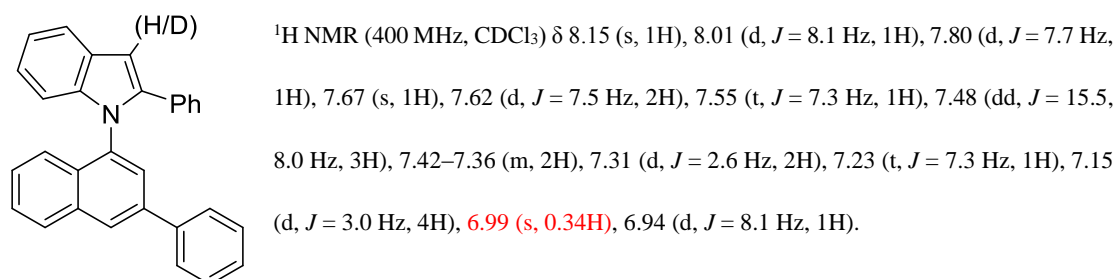 (H/D)
Ph
N
¹H NMR (400 MHz, CDCl₃) δ 8.15 (s, 1H), 8.01 (d, J = 8.1 Hz, 1H), 7.80 (d, J = 7.7 Hz,
1H), 7.67 (s, 1H), 7.62 (d, J = 7.5 Hz, 2H), 7.55 (t, J = 7.3 Hz, 1H), 7.48 (dd, J = 15.5,
8.0 Hz, 3H), 7.42–7.36 (m, 2H), 7.31 (d, J = 2.6 Hz, 2H), 7.23 (t, J = 7.3 Hz, 1H), 7.15
(d, J = 3.0 Hz, 4H), 6.99 (s, 0.34H), 6.94 (d, J = 8.1 Hz, 1H).